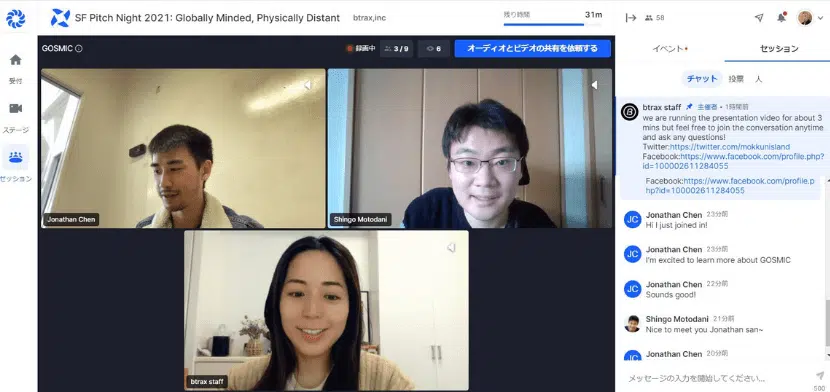 SF Pitch Night 2021: Globally Minded, Physically Distant btrax,inc
残り時間 31m
58
受付
ステージ
セッション
GOSMIC
録画中 3 / 9 6 オーディオとビデオの共有を依頼する
Jonathan Chen
Shingo Motodani
btrax staff
イベント セッション
チャット 投票 人
btrax staff 主催者 • 1時間前
we are running the presentation video for about 3
mins but feel free to join the conversation anytime
and ask any questions!
Twitter:https://twitter.com/mokkunisland
Facebook:https://www.facebook.com/profile.php?
id=100002611284055
Facebook:https://www.facebook.com/profile.p
hp?id=100002611284055
JC
Jonathan Chen 23分前
Hi I just joined in!
JC
Jonathan Chen 23分前
I'm excited to learn more about GOSMIC
JC
Jonathan Chen 22分前
Sounds good!
Shingo Motodani 21分前
Nice to meet you Jonathan san~
JC
Jonathan Chen 20分前
メッセージの入力を開始してください...
500